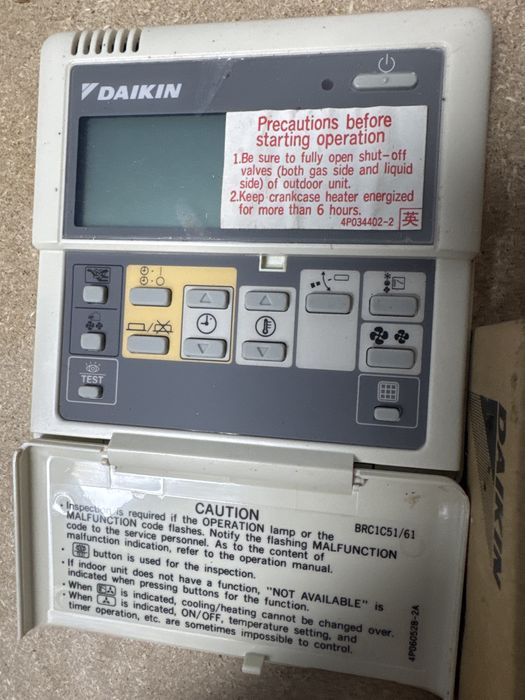 DAIKIN
Precautions before
starting operation
1.Be sure to fully open shut-off
valves (both gas side and liquid
side) of outdoor unit.
2.Keep crankcase heater energized
for more than 6 hours.
4P034402-2 英
TEST
CAUTION
BRC1C51/61
· Inspection is required if the OPERATION lamp or the
MALFUNCTION code flashes. Notify the flashing MALFUNCTION
code to the service personnel. As to the content of
malfunction indication, refer to the operation manual.
· button is used for the inspection.
· If indoor unit does not have a function, "NOT AVAILABLE" is
indicated when pressing buttons for the function.
· When is indicated, cooling/heating cannot be changed over.
· When is indicated, ON/OFF, temperature setting, and
timer operation, etc. are sometimes impossible to control.
4P060528-2A
DAIKIN